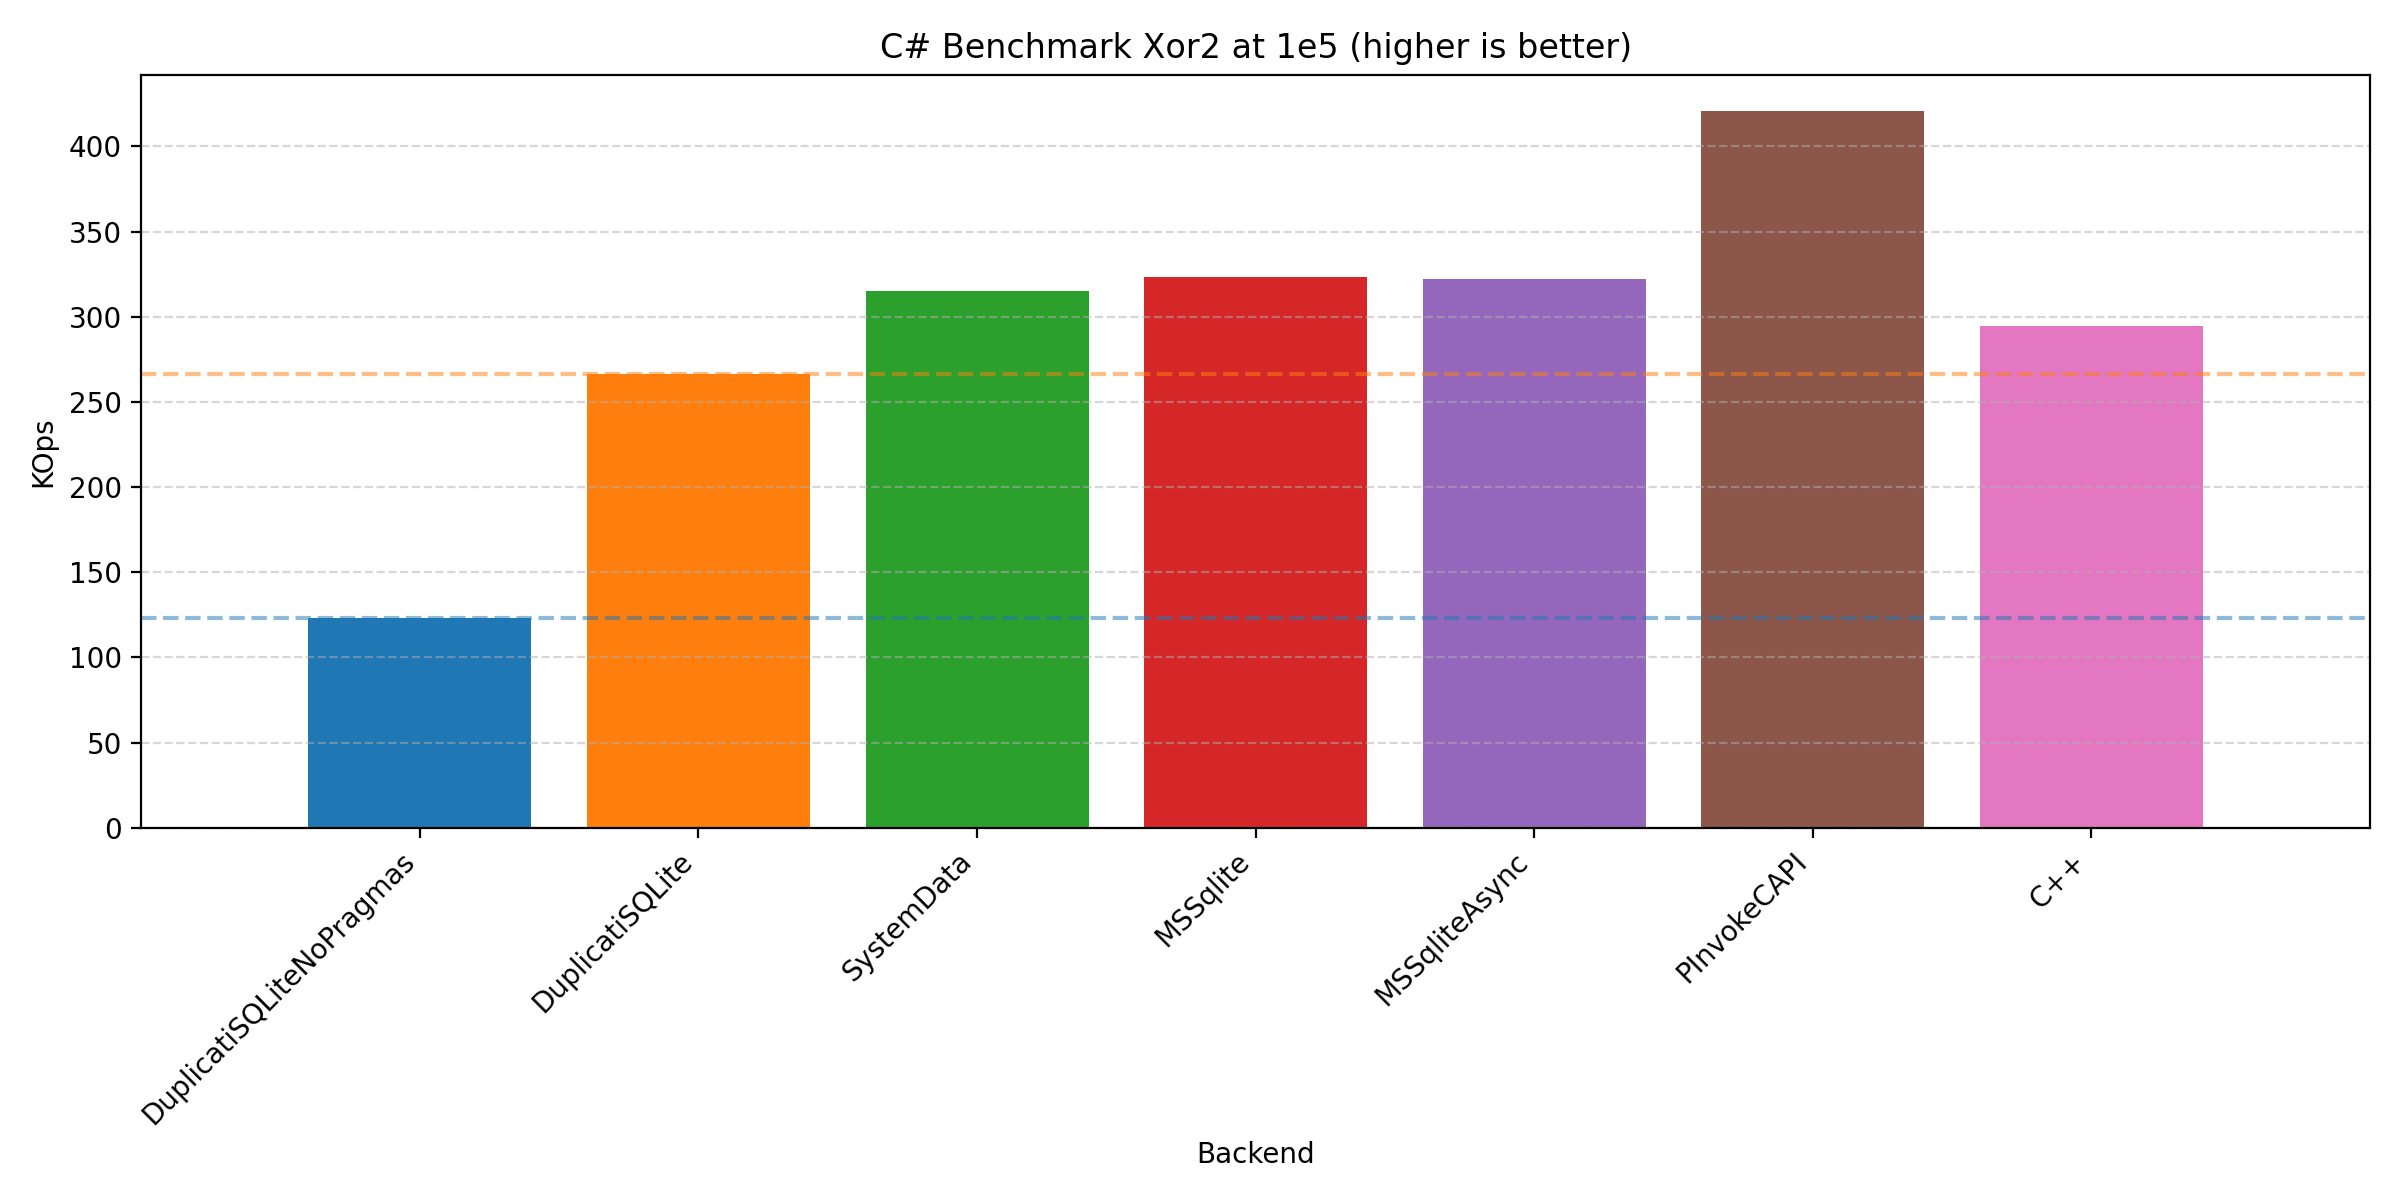 C# Benchmark Xor2 at 1e5 (higher is better)
KOps
400
350
300
250
200
150
100
50
0
DuplicatiSQLiteNoPragmas
DuplicatiSQLite
SystemData
MSSqlite
MSSqliteAsync
PInvokeCAPI
C++
Backend